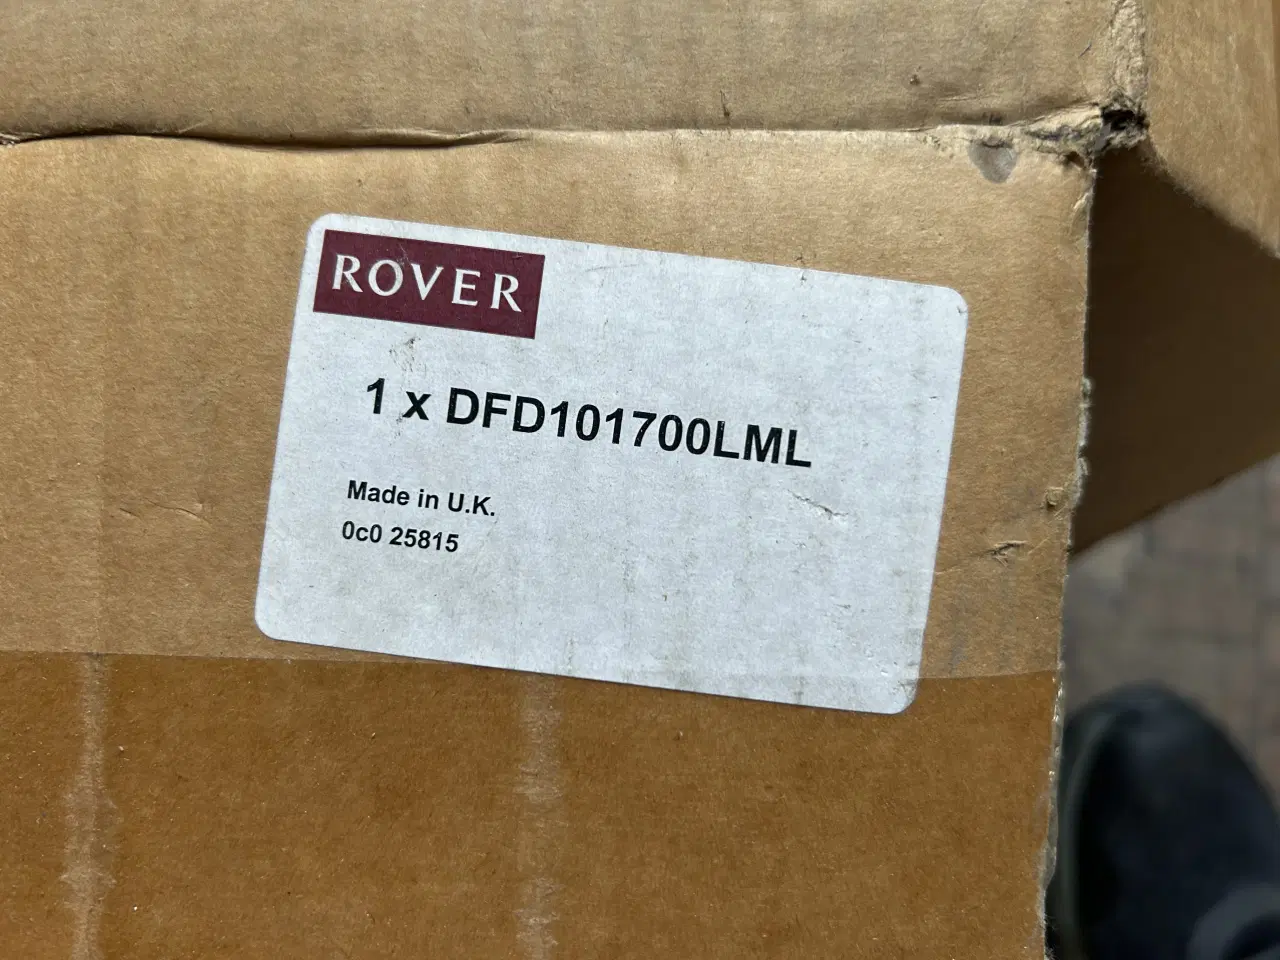 ROVER
1 x DFD101700LML
Made in U.K.
0c0 25815